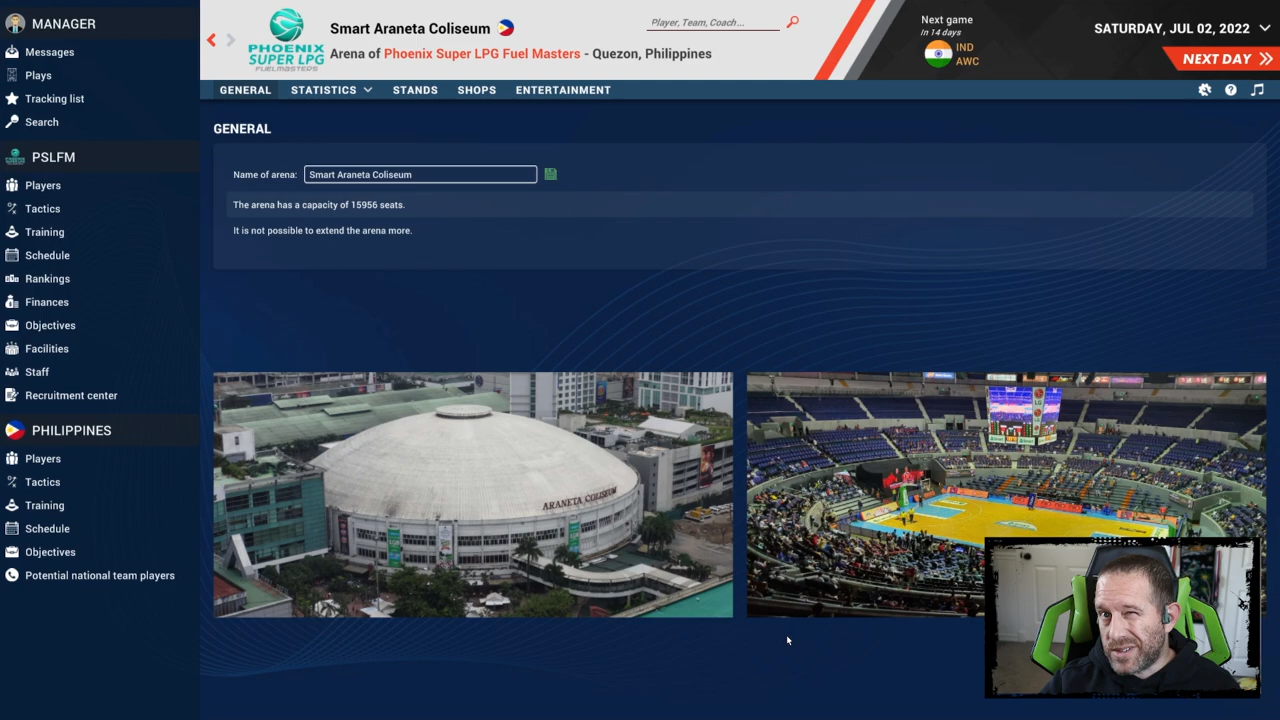 MANAGER
Messages
Plays
Tracking list
Search
PSLFM
Players
Tactics
Training
Schedule
Rankings
Finances
Objectives
Facilities
Staff
Recruitment center
PHILIPPINES
Players
Tactics
Training
Schedule
Objectives
Potential national team players
PHOENIX
SUPER LPG
FUELMASTERS
Smart Araneta Coliseum
Arena of Phoenix Super LPG Fuel Masters - Quezon, Philippines
Player, Team, Coach...
Next game
In 14 days
IND
AWC
SATURDAY, JUL 02, 2022
NEXT DAY
GENERAL STATISTICS STANDS SHOPS ENTERTAINMENT
GENERAL
Name of arena: Smart Araneta Coliseum
The arena has a capacity of 15956 seats.
It is not possible to extend the arena more.
ARANETA COLISEUM